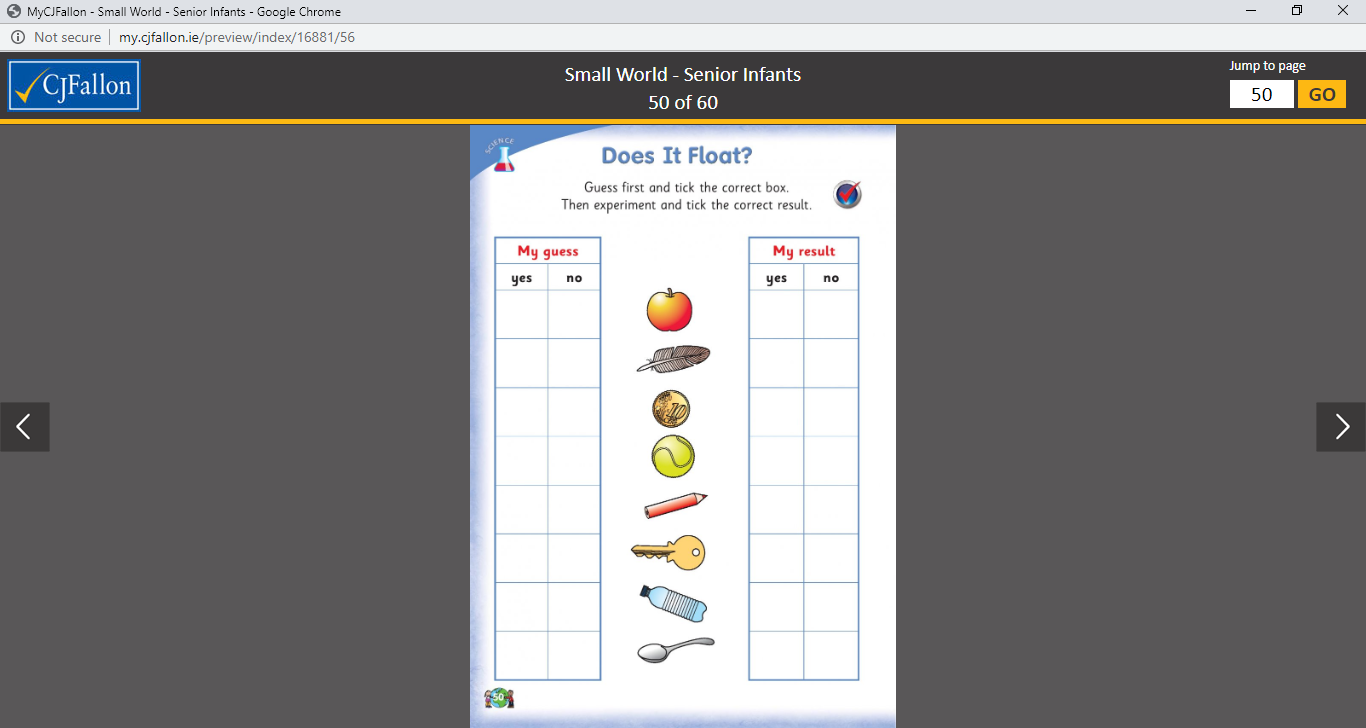 MyCJFallon - Small World - Senior Infants - Google Chrome
Not secure | my.cjfallon.ie/preview/index/16881/56
CJFallon
Small World - Senior Infants
50 of 60
Jump to page
50 GO
SCIENCE
Does It Float?
Guess first and tick the correct box.
Then experiment and tick the correct result.
My guess
yes no
My result
yes no
10
50